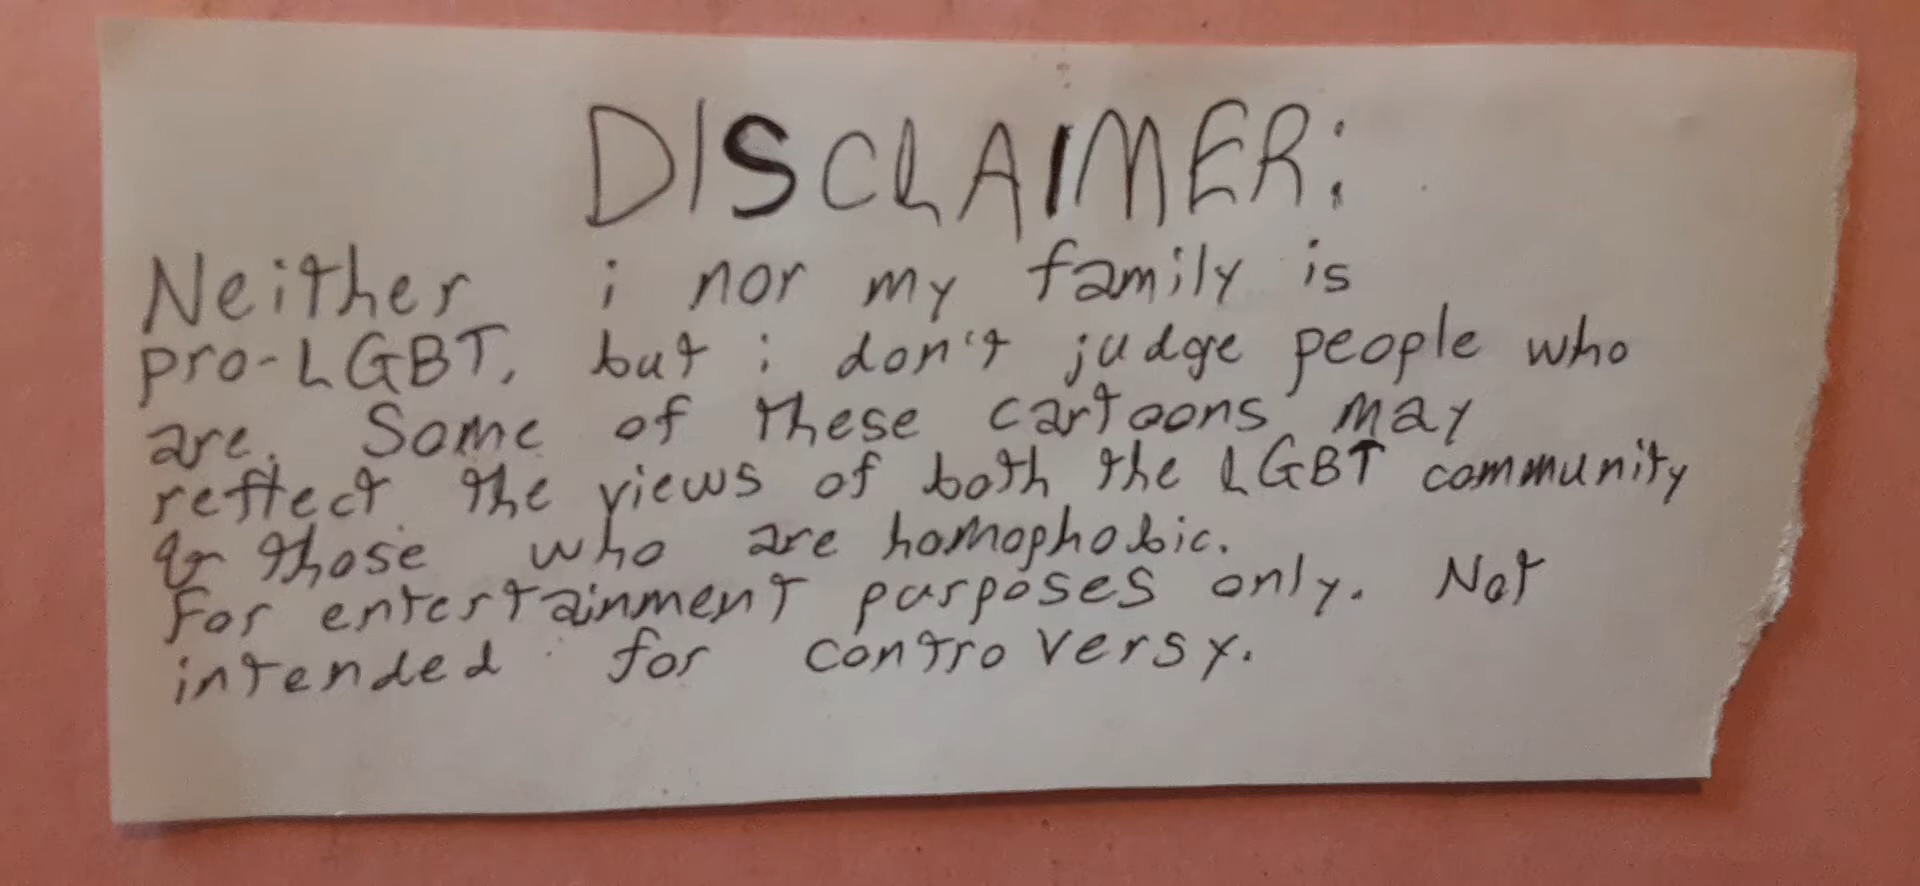 DISCLAIMER:
Neither i nor my family is
pro-LGBT, but i don't judge people who
are. Some of these cartoons may
reflect the views of both the LGBT community
& those who are homophobic.
For entertainment purposes only. Not
intended for controversy.